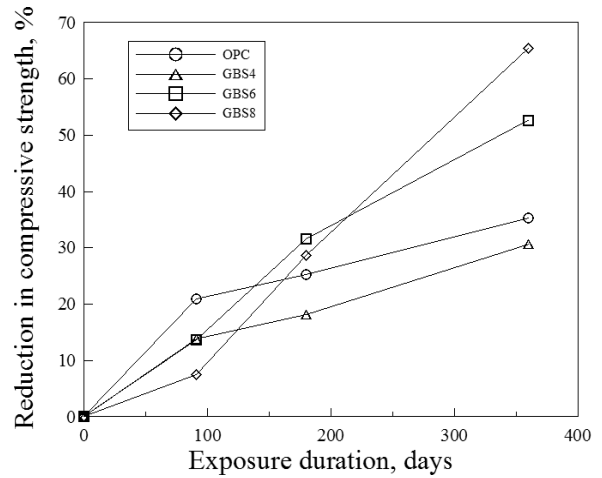 Reduction in compressive strength, %
70
60
50
40
30
20
10
0
OPC
GBS4
GBS6
GBS8
0 100 200 300 400
Exposure duration, days